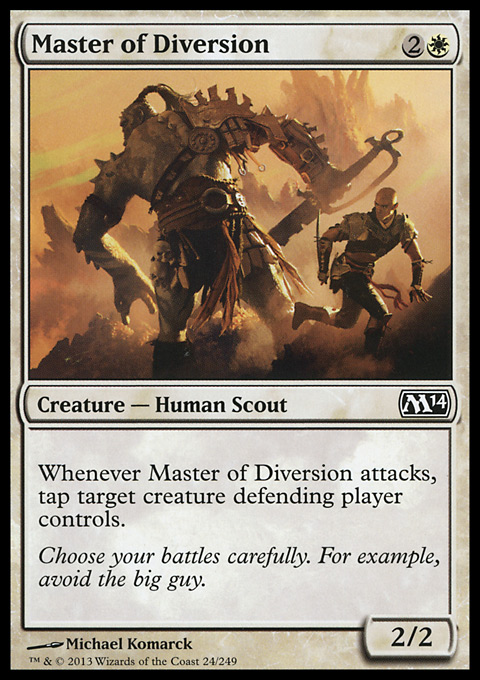 Master of Diversion 2
Creature — Human Scout M14
Whenever Master of Diversion attacks,
tap target creature defending player
controls.
Choose your battles carefully. For example,
avoid the big guy.
Michael Komarck
2/2
™ & © 2013 Wizards of the Coast 24/249